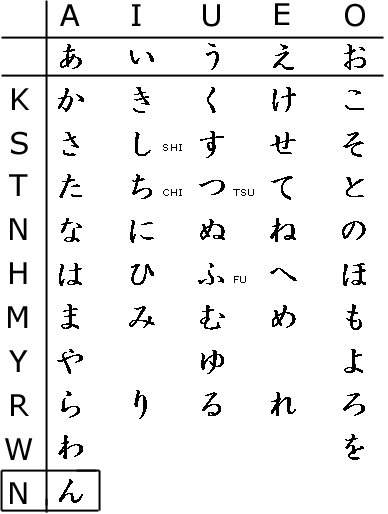 A I U E O
あ い う え お
K か き く け こ
S さ し SHI す せ そ
T た ち CHI つ TSU て と
N な に ぬ ね の
H は ひ ふ FU へ ほ
M ま み む め も
Y や ゆ よ
R ら り る れ ろ
W わ を
N ん